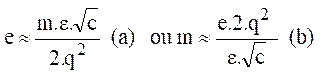 e ≈ m.ε.√c / 2.q² (a) ou m ≈ e.2.q² / ε.√c (b)